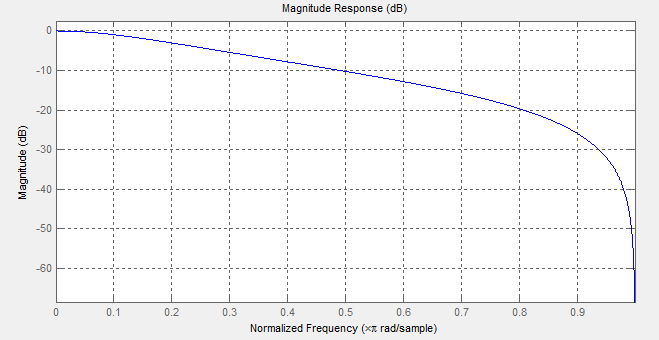 Magnitude Response (dB)
Magnitude (dB)
0
-10
-20
-30
-40
-50
-60
0 0.1 0.2 0.3 0.4 0.5 0.6 0.7 0.8 0.9
Normalized Frequency (×π rad/sample)